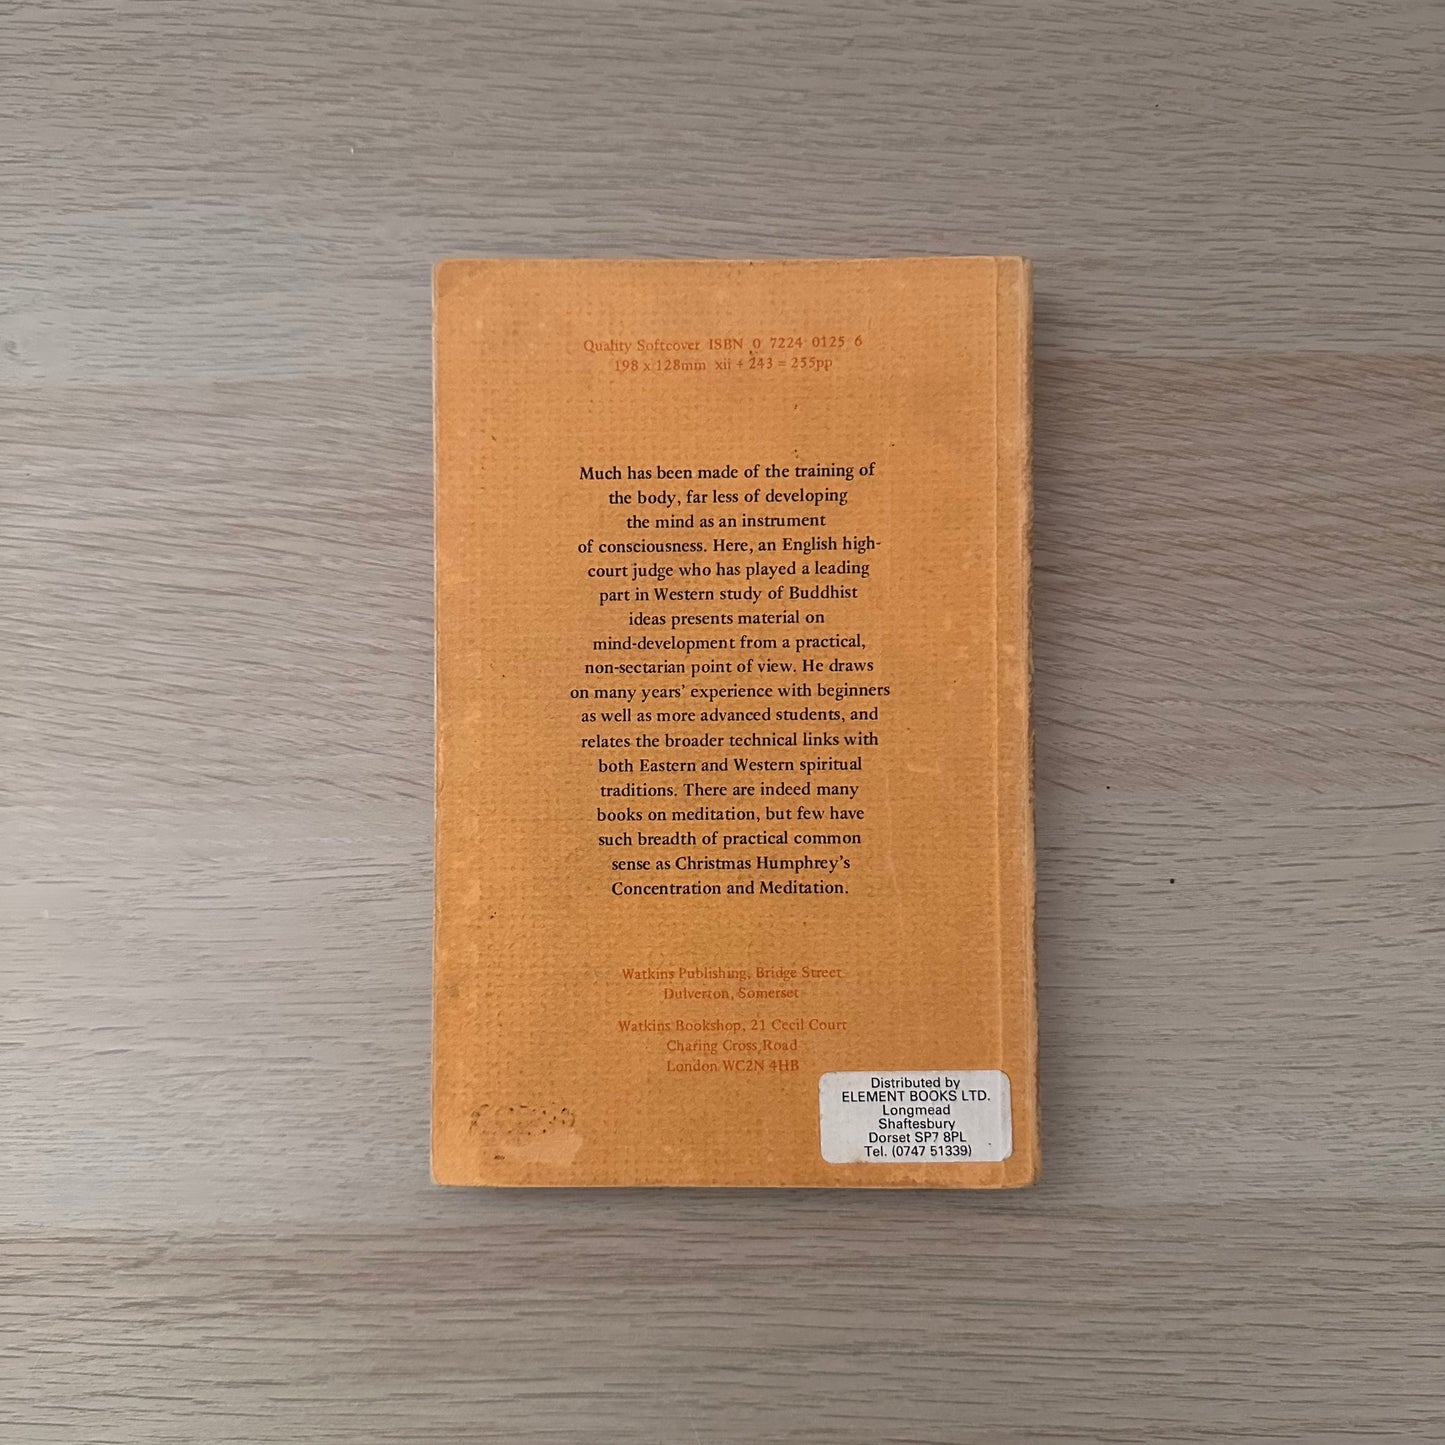 Quality Softcover ISBN 0 7224 0125 6
198 x 128mm xii + 243 = 255pp
Much has been made of the training of
the body, far less of developing
the mind as an instrument
of consciousness. Here, an English high-
court judge who has played a leading
part in Western study of Buddhist
ideas presents material on
mind-development from a practical,
non-sectarian point of view. He draws
on many years' experience with beginners
as well as more advanced students, and
relates the broader technical links with
both Eastern and Western spiritual
traditions. There are indeed many
books on meditation, but few have
such breadth of practical common
sense as Christmas Humphrey's
Concentration and Meditation.
Watkins Publishing, Bridge Street
Dulverton, Somerset
Watkins Bookshop, 21 Cecil Court
Charing Cross Road
London WC2N 4HB
Distributed by
ELEMENT BOOKS LTD.
Longmead
Shaftesbury
Dorset SP7 8PL
Tel. (0747 51339)